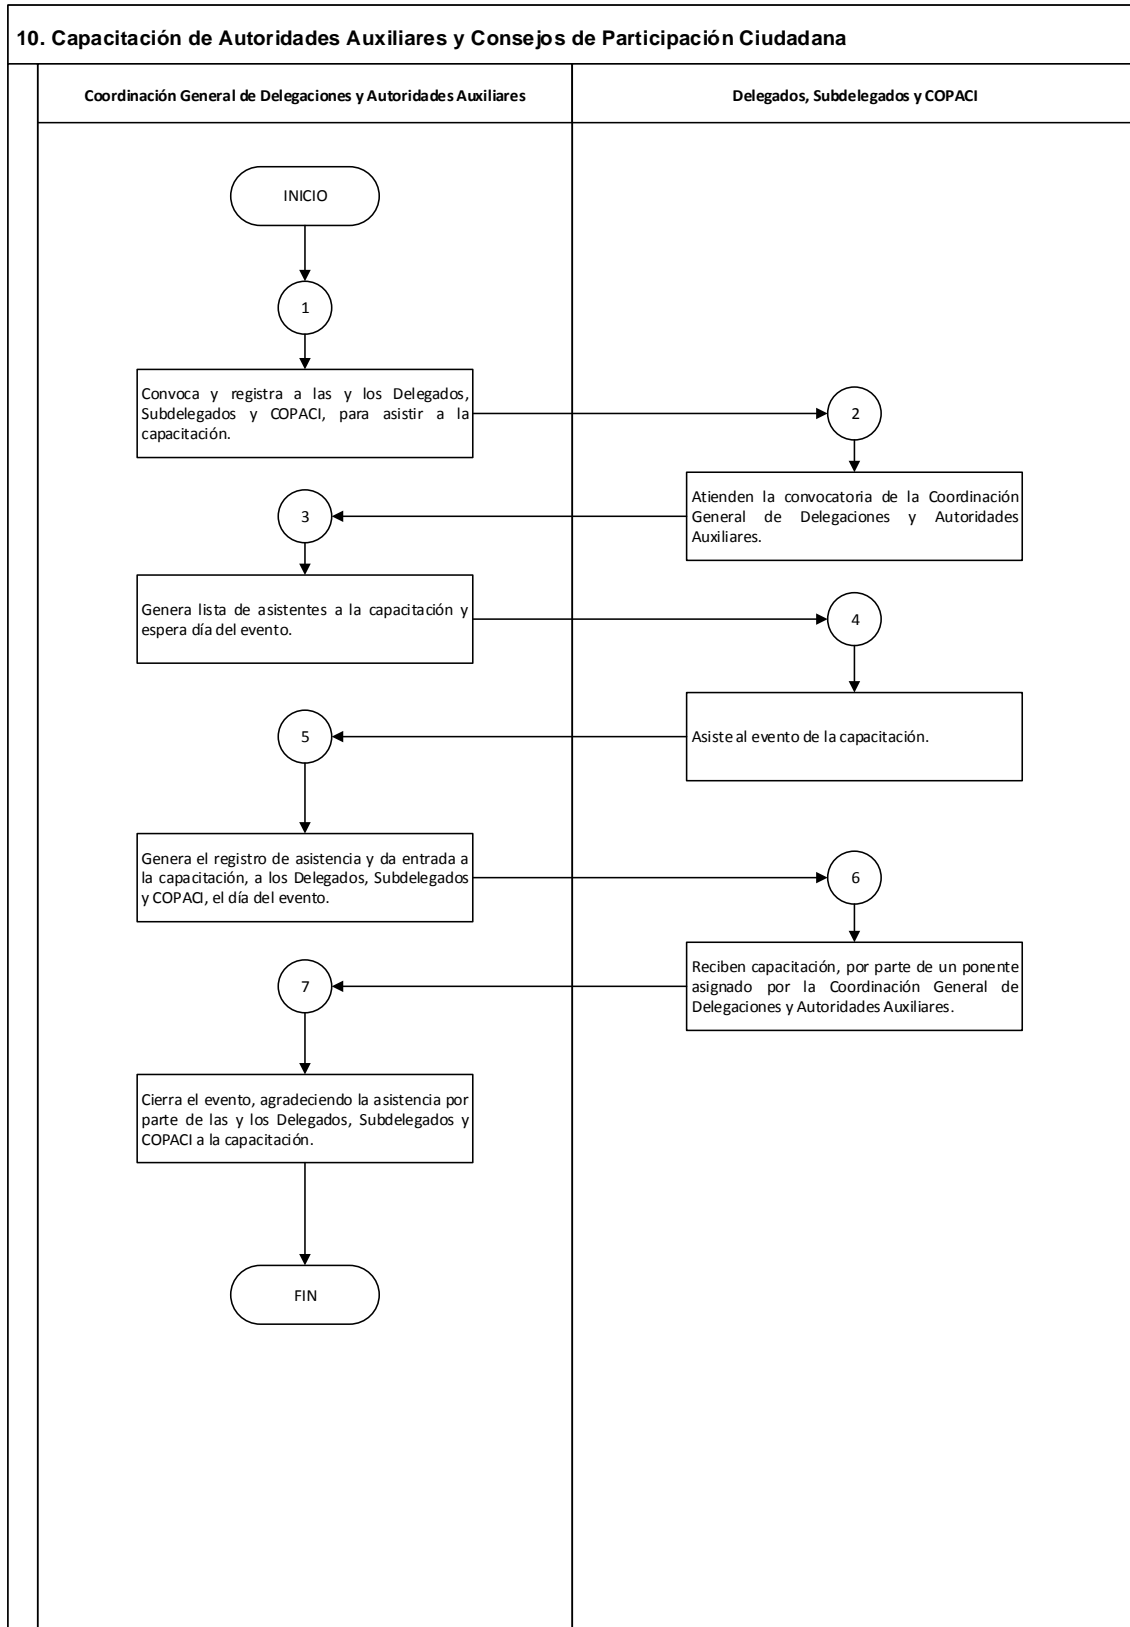 10. Capacitación de Autoridades Auxiliares y Consejos de Participación Ciudadana
Coordinación General de Delegaciones y Autoridades Auxiliares
Delegados, Subdelegados y COPACI
INICIO
1
Convoca y registra a las y los Delegados,
Subdelegados y COPACI, para asistir a la
capacitación.
2
Atienden la convocatoria de la Coordinación
General de Delegaciones y Autoridades
Auxiliares.
3
Genera lista de asistentes a la capacitación y
espera día del evento.
4
Asiste al evento de la capacitación.
5
Genera el registro de asistencia y da entrada a
la capacitación, a los Delegados, Subdelegados
y COPACI, el día del evento.
6
Reciben capacitación, por parte de un ponente
asignado por la Coordinación General de
Delegaciones y Autoridades Auxiliares.
7
Cierra el evento, agradeciendo la asistencia por
parte de las y los Delegados, Subdelegados y
COPACI a la capacitación.
FIN